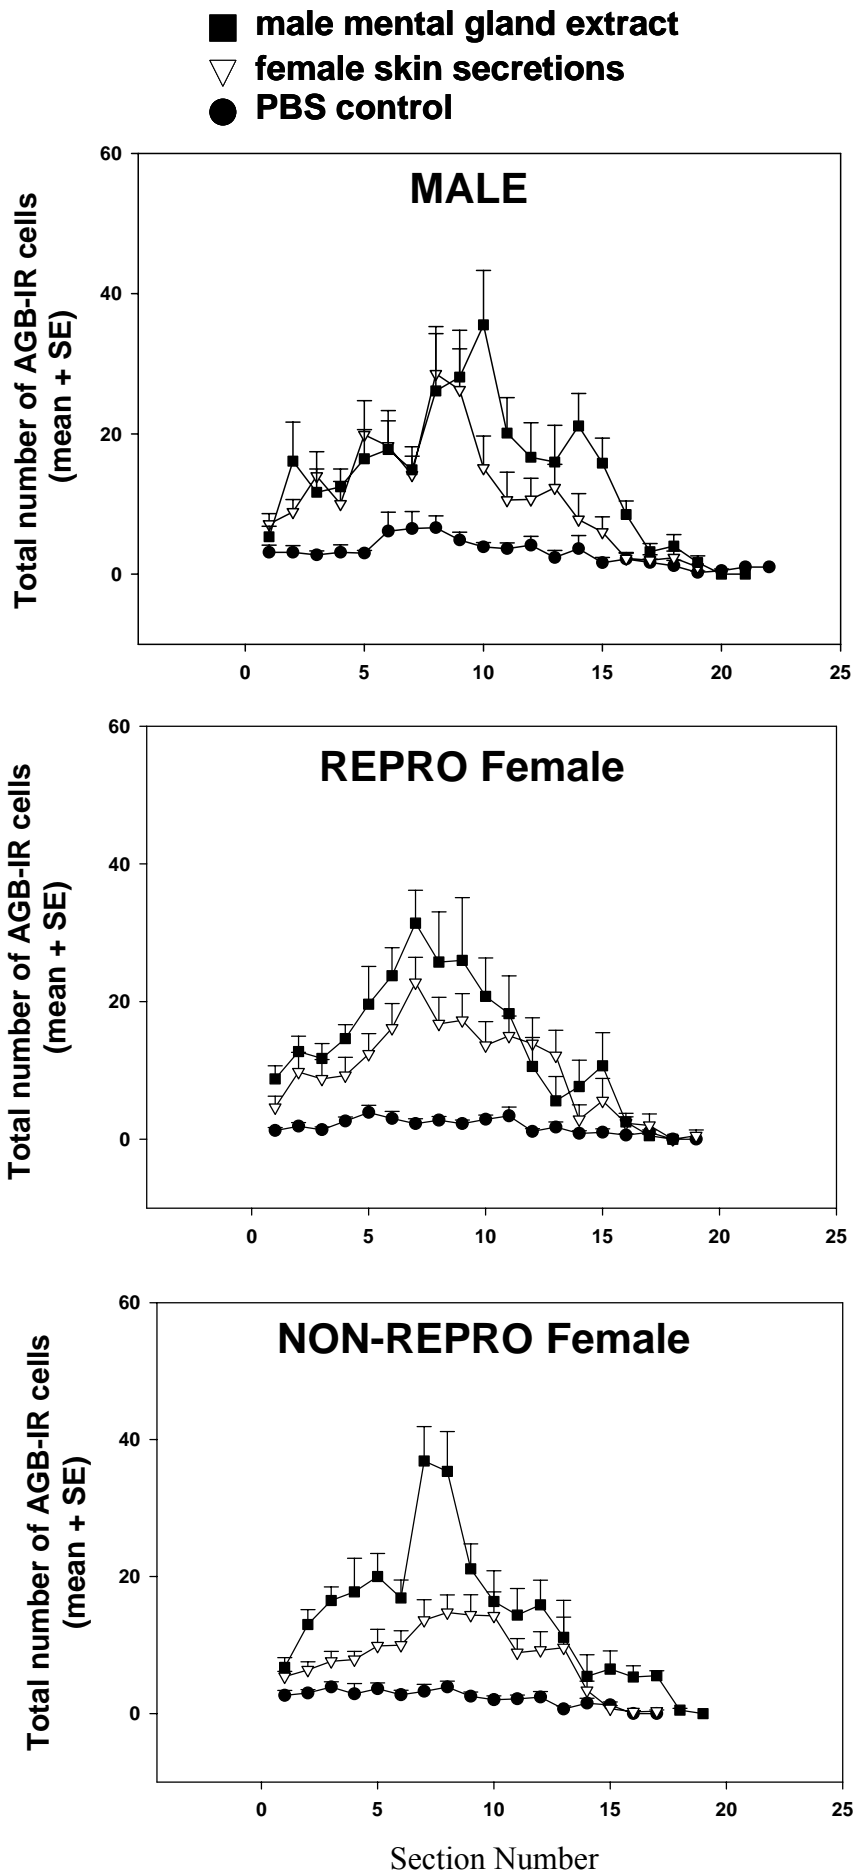 male mental gland extract
female skin secretions
PBS control
MALE
Total number of AGB-IR cells
(mean + SE)
60
40
20
0
0 5 10 15 20 25
REPRO Female
Total number of AGB-IR cells
(mean + SE)
60
40
20
0
0 5 10 15 20 25
NON-REPRO Female
Total number of AGB-IR cells
(mean + SE)
60
40
20
0
0 5 10 15 20 25
Section Number